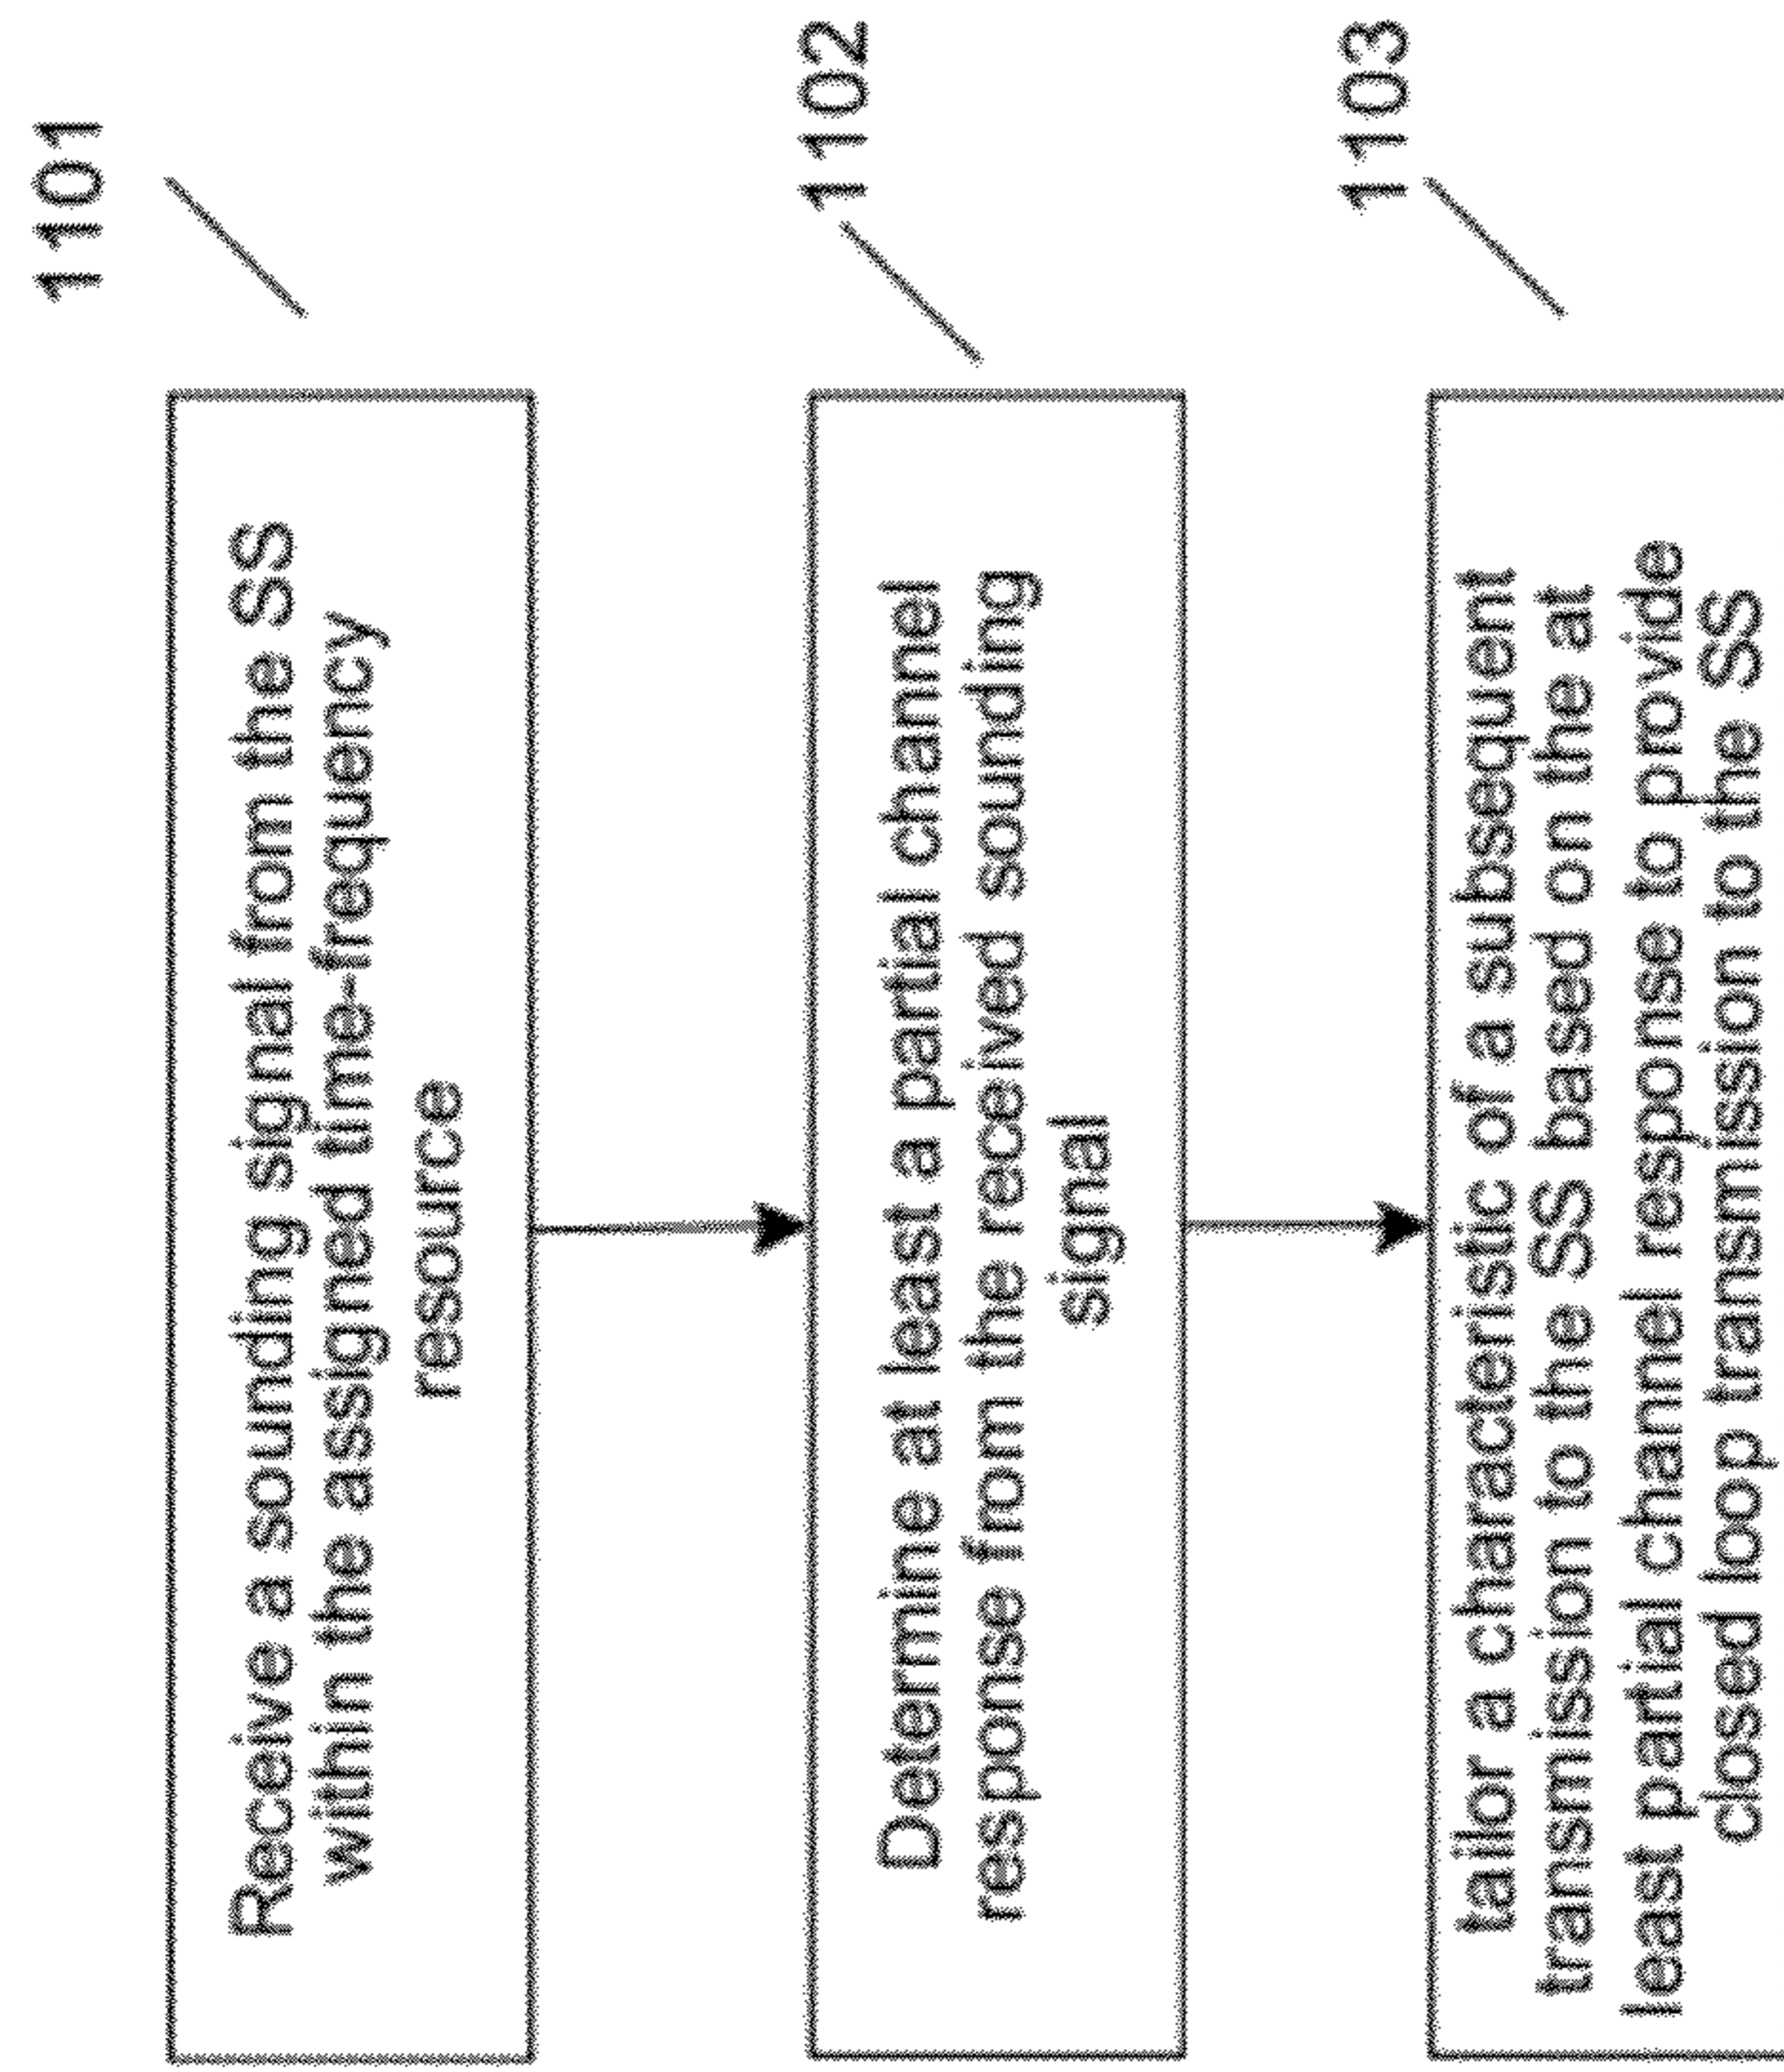 1101
Receive a sounding signal from the SS
within the assigned time-frequency
resource
1102
Determine at least a partial channel
response from the received sounding
signal
1103
tailor a characteristic of a subsequent
transmission to the SS based on the at
least partial channel response to provide
closed loop transmission to the SS